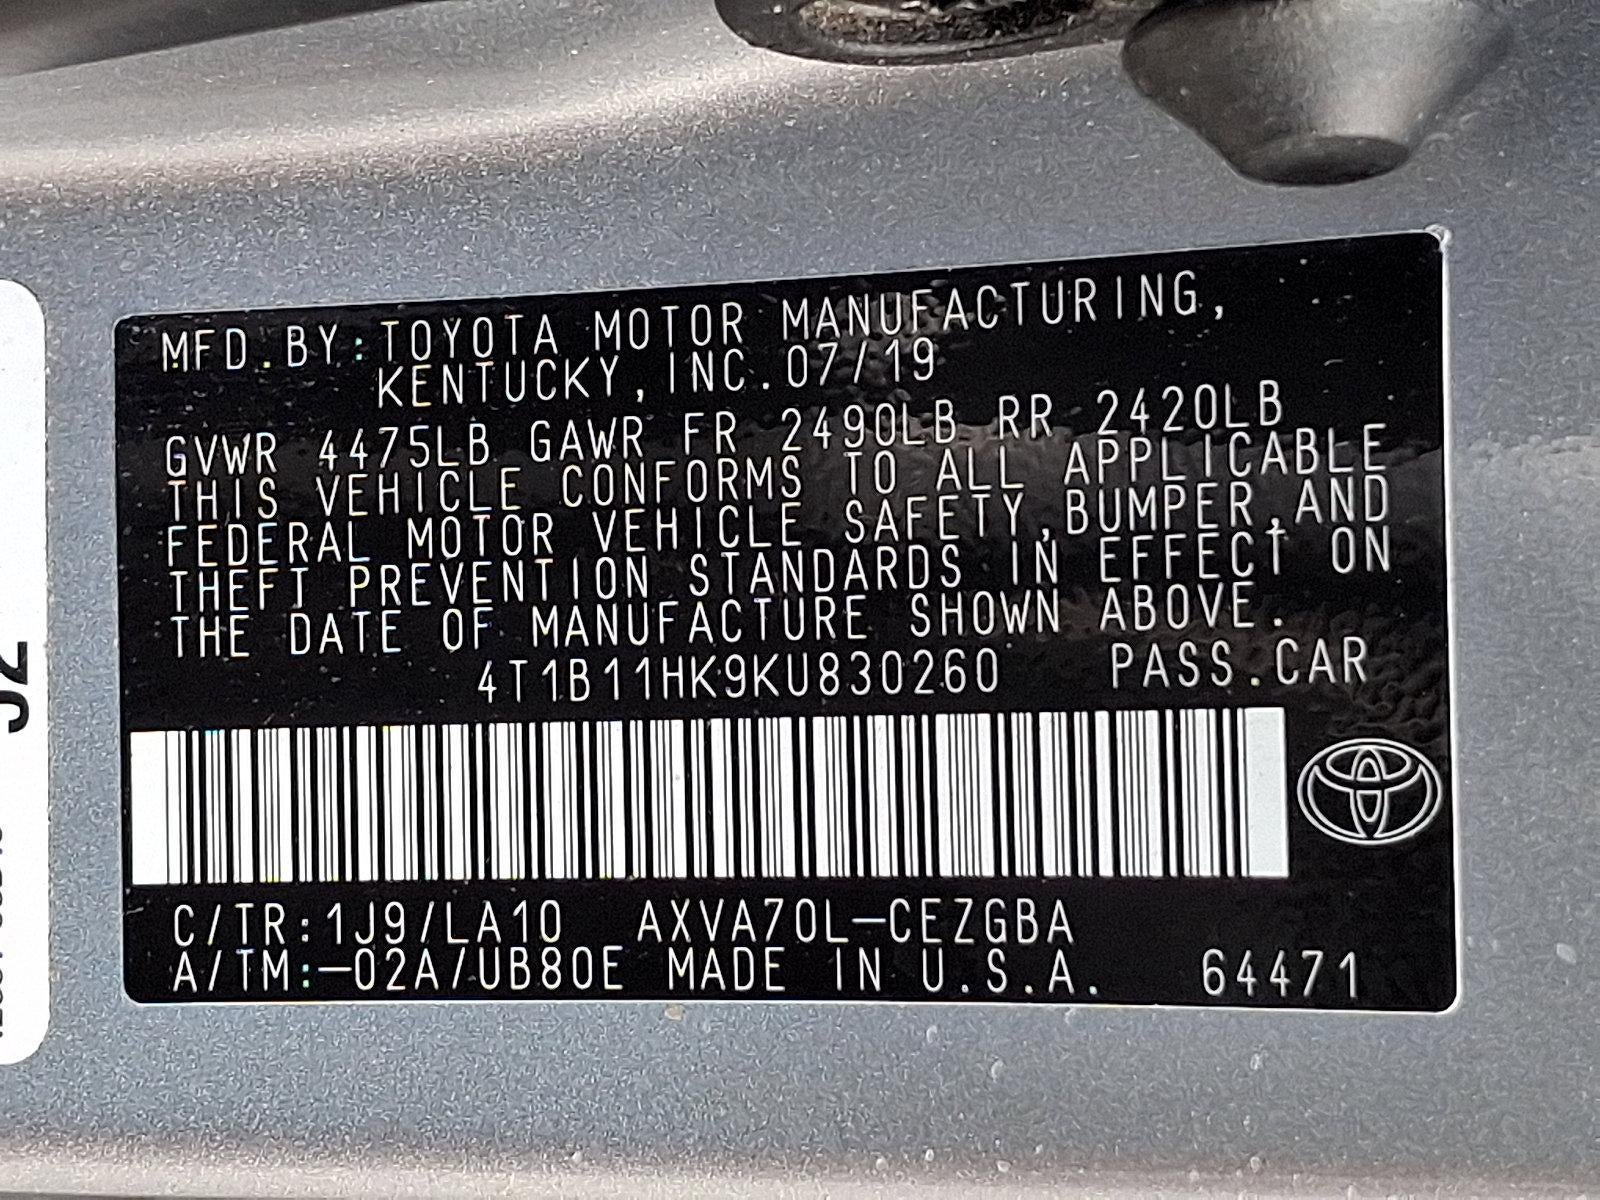 MFD.BY:TOYOTA MOTOR MANUFACTURING,
KENTUCKY, INC.07/19
GVWR 4475LB GAWR FR 2490LB RR 2420LB
THIS VEHICLE CONFORMS TO ALL APPLICABLE
FEDERAL MOTOR VEHICLE SAFETY,BUMPER,AND
THEFT PREVENTION STANDARDS IN EFFECT ON
THE DATE OF MANUFACTURE SHOWN ABOVE.
4T1B11HK9KU830260 PASS.CAR
C/TR:1J9/LA10 AXVA70L-CEZGBA
A/TM:-02A/UB80E MADE IN U.S.A. 64471